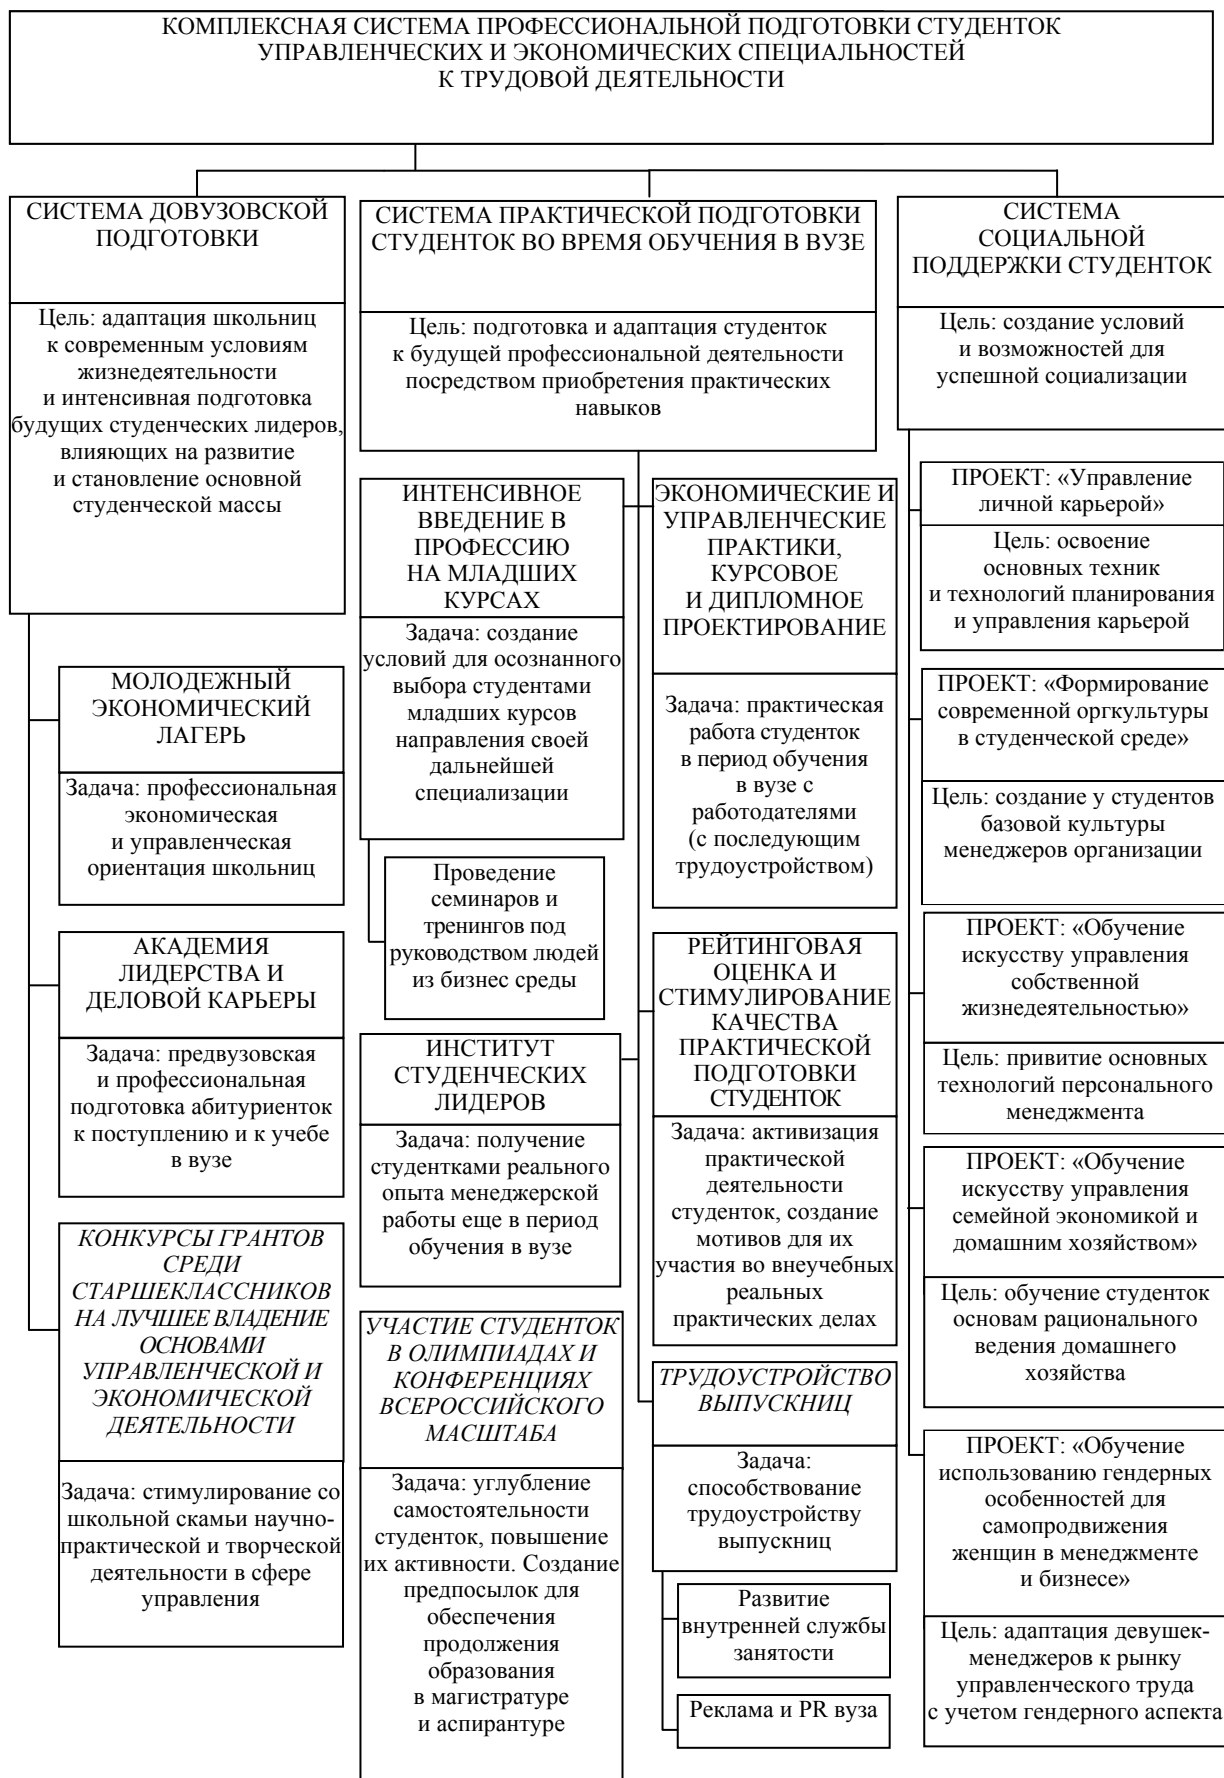 КОМПЛЕКСНАЯ СИСТЕМА ПРОФЕССИОНАЛЬНОЙ ПОДГОТОВКИ СТУДЕНТОК
УПРАВЛЕНЧЕСКИХ И ЭКОНОМИЧЕСКИХ СПЕЦИАЛЬНОСТЕЙ
К ТРУДОВОЙ ДЕЯТЕЛЬНОСТИ
СИСТЕМА ДОВУЗОВСКОЙ
ПОДГОТОВКИ
Цель: адаптация школьниц
к современным условиям
жизнедеятельности
и интенсивная подготовка
будущих студенческих лидеров,
влияющих на развитие
и становление основной
студенческой массы
МОЛОДЕЖНЫЙ
ЭКОНОМИЧЕСКИЙ
ЛАГЕРЬ
Задача: профессиональная
экономическая
и управленческая
ориентация школьниц
АКАДЕМИЯ
ЛИДЕРСТВА И
ДЕЛОВОЙ КАРЬЕРЫ
Задача: предвузовская
и профессиональная
подготовка абитуриенток
к поступлению и к учебе
в вузе
КОНКУРСЫ ГРАНТОВ
СРЕДИ
СТАРШЕКЛАССНИКОВ
НА ЛУЧШЕЕ ВЛАДЕНИЕ
ОСНОВАМИ
УПРАВЛЕНЧЕСКОЙ И
ЭКОНОМИЧЕСКОЙ
ДЕЯТЕЛЬНОСТИ
Задача: стимулирование со
школьной скамьи научно-
практической и творческой
деятельности в сфере
управления
СИСТЕМА ПРАКТИЧЕСКОЙ ПОДГОТОВКИ
СТУДЕНТОК ВО ВРЕМЯ ОБУЧЕНИЯ В ВУЗЕ
Цель: подготовка и адаптация студенток
к будущей профессиональной деятельности
посредством приобретения практических
навыков
ИНТЕНСИВНОЕ
ВВЕДЕНИЕ В
ПРОФЕССИЮ
НА МЛАДШИХ
КУРСАХ
Задача: создание
условий для осознанного
выбора студентами
младших курсов
направления своей
дальнейшей
специализации
Проведение
семинаров и
тренингов под
руководством людей
из бизнес среды
ИНСТИТУТ
СТУДЕНЧЕСКИХ
ЛИДЕРОВ
Задача: получение
студентками реального
опыта менеджерской
работы еще в период
обучения в вузе
УЧАСТИЕ СТУДЕНТОК
В ОЛИМПИАДАХ И
КОНФЕРЕНЦИЯХ
ВСЕРОССИЙСКОГО
МАСШТАБА
Задача: углубление
самостоятельности
студенток, повышение
их активности. Создание
предпосылок для
обеспечения
продолжения
образования
в магистратуре
и аспирантуре
ЭКОНОМИЧЕСКИЕ И
УПРАВЛЕНЧЕСКИЕ
ПРАКТИКИ,
КУРСОВОЕ
И ДИПЛОМНОЕ
ПРОЕКТИРОВАНИЕ
Задача: практическая
работа студенток
в период обучения
в вузе с
работодателями
(с последующим
трудоустройством)
РЕЙТИНГОВАЯ
ОЦЕНКА И
СТИМУЛИРОВАНИЕ
КАЧЕСТВА
ПРАКТИЧЕСКОЙ
ПОДГОТОВКИ
СТУДЕНТОК
Задача: активизация
практической
деятельности
студенток, создание
мотивов для их
участия во внеучебных
реальных
практических делах
ТРУДОУСТРОЙСТВО
ВЫПУСКНИЦ
Задача:
способствование
трудоустройству
выпускниц
Развитие
внутренней службы
занятости
Реклама и PR вуза
СИСТЕМА
СОЦИАЛЬНОЙ
ПОДДЕРЖКИ СТУДЕНТОК
Цель: создание условий
и возможностей для
успешной социализации
ПРОЕКТ: «Управление
личной карьерой»
Цель: освоение
основных техник
и технологий планирования
и управления карьерой
ПРОЕКТ: «Формирование
современной оргкультуры
в студенческой среде»
Цель: создание у студентов
базовой культуры
менеджеров организации
ПРОЕКТ: «Обучение
искусству управления
собственной
жизнедеятельностью»
Цель: привитие основных
технологий персонального
менеджмента
ПРОЕКТ: «Обучение
искусству управления
семейной экономикой и
домашним хозяйством»
Цель: обучение студенток
основам рационального
ведения домашнего
хозяйства
ПРОЕКТ: «Обучение
использованию гендерных
особенностей для
самопродвижения
женщин в менеджменте
и бизнесе»
Цель: адаптация девушек-
менеджеров к рынку
управленческого труда
с учетом гендерного аспекта